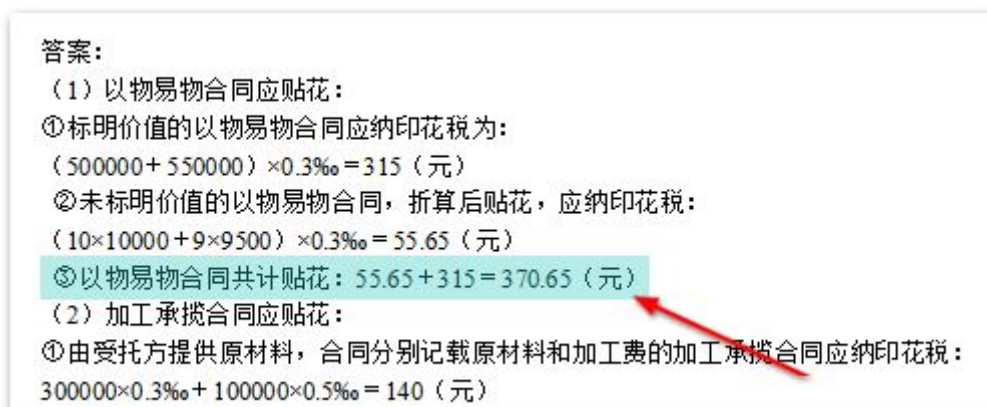 答案：
（1）以物易物合同应贴花：
①标明价值的以物易物合同应纳印花税为：
（500000＋550000）×0.3‰＝315（元）
②未标明价值的以物易物合同，折算后贴花，应纳印花税：
（10×10000＋9×9500）×0.3‰＝55.65（元）
③以物易物合同共计贴花：55.65＋315＝370.65（元）
（2）加工承揽合同应贴花：
①由受托方提供原材料，合同分别记载原材料和加工费的加工承揽合同应纳印花税：
300000×0.3‰＋100000×0.5‰＝140（元）